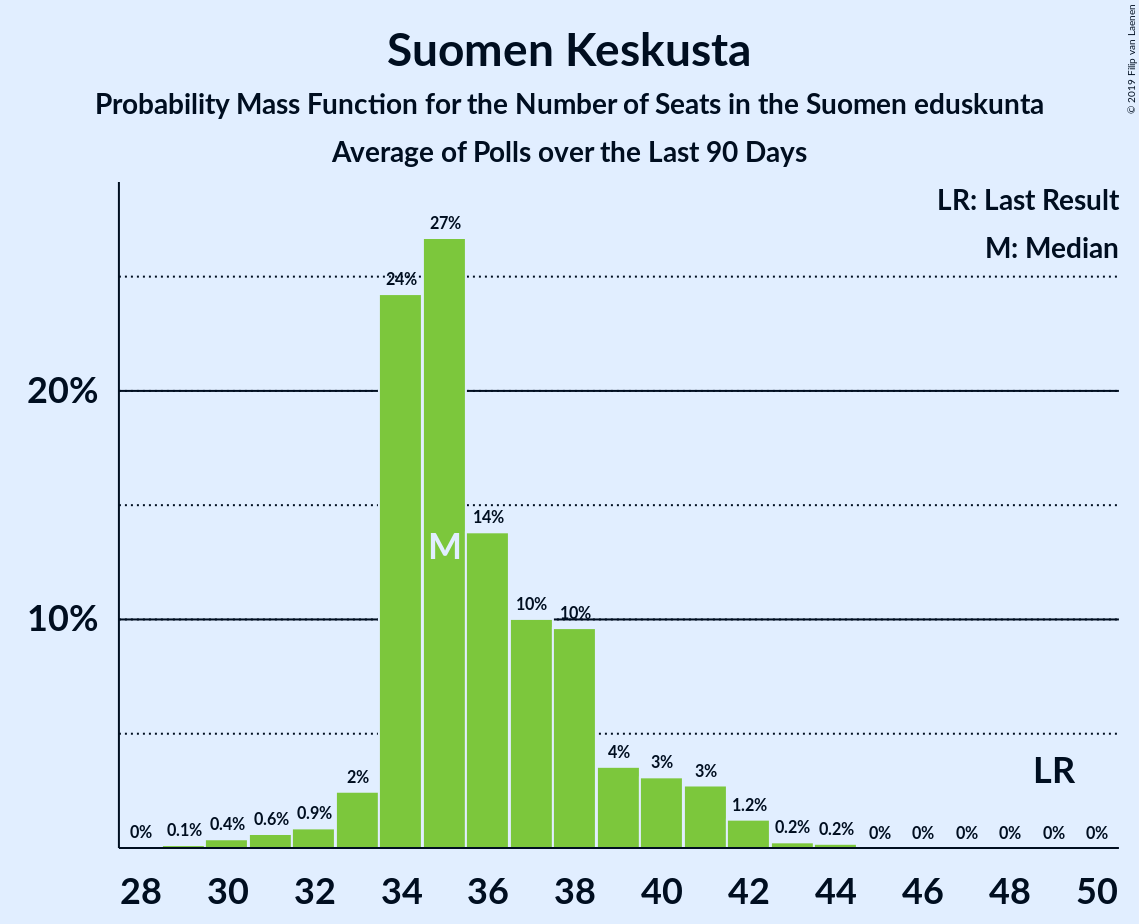 Suomen Keskusta
Probability Mass Function for the Number of Seats in the Suomen eduskunta
Average of Polls over the Last 90 Days
© 2019 Filip van Laenen
LR: Last Result
M: Median
20%
10%
0%
0.1%
0.4%
0.6%
0.9%
2%
24%
27%
14%
10%
10%
4%
3%
3%
1.2%
0.2%
0.2%
0%
0%
0%
0%
0%
0%
M
LR
28 30 32 34 36 38 40 42 44 46 48 50